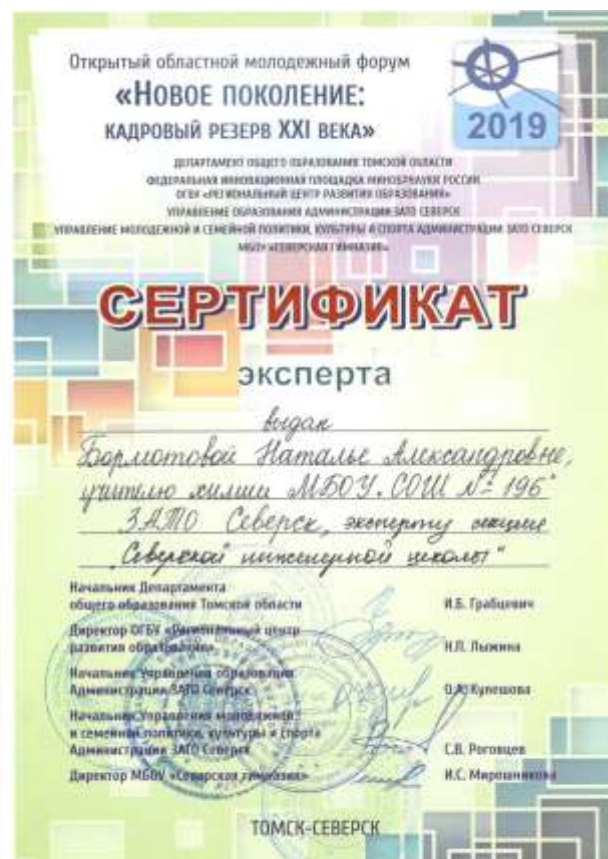 Открытый областной молодежный форум
«НОВОЕ ПОКОЛЕНИЕ:
КАДРОВЫЙ РЕЗЕРВ XXI ВЕКА»
2019
ДЕПАРТАМЕНТ ОБЩЕГО ОБРАЗОВАНИЯ ТОМСКОЙ ОБЛАСТИ
ФЕДЕРАЛЬНАЯ ИННОВАЦИОННАЯ ПЛОЩАДКА МИНОБРНАУКИ РОССИИ
ОГБУ «РЕГИОНАЛЬНЫЙ ЦЕНТР РАЗВИТИЯ ОБРАЗОВАНИЯ»
УПРАВЛЕНИЕ ОБРАЗОВАНИЯ АДМИНИСТРАЦИИ ЗАТО СЕВЕРСК
УПРАВЛЕНИЕ МОЛОДЕЖНОЙ И СЕМЕЙНОЙ ПОЛИТИКИ, КУЛЬТУРЫ И СПОРТА АДМИНИСТРАЦИИ ЗАТО СЕВЕРСК
МБОУ «СЕВЕРСКАЯ ГИМНАЗИЯ»
СЕРТИФИКАТ
эксперта
выдан
Бормотовой Наталье Александровне,
учителю химии МБОУ „СОШ № 196"
ЗАТО Северск, эксперту секции
„Северской инженерной школы"
Начальник Департамента
общего образования Томской области И.Б. Грабцевич
Директор ОГБУ «Региональный центр
развития образования» Н.П. Лыжина
Начальник Управления образования
Администрации ЗАТО Северск О.А. Кулешова
Начальник Управления молодежной
и семейной политики, культуры и спорта
Администрации ЗАТО Северск С.В. Роговцев
Директор МБОУ «Северская гимназия» И.С. Мирошникова
ТОМСК-СЕВЕРСК